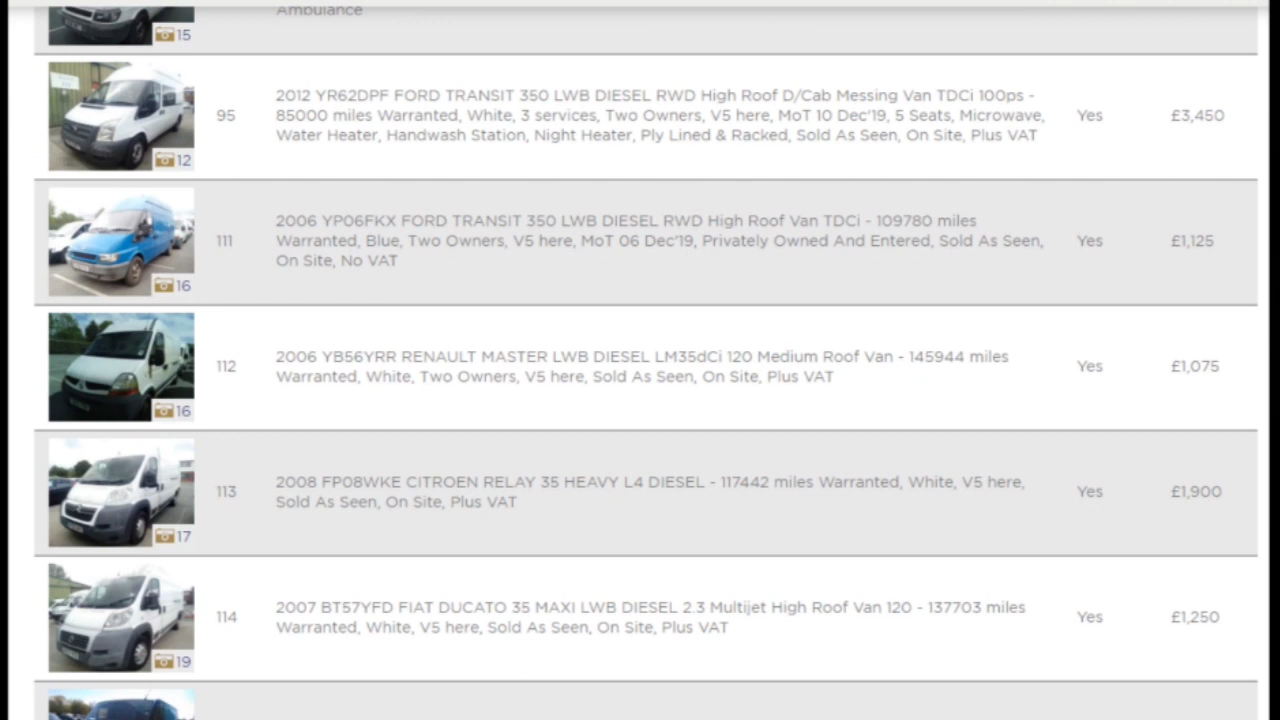 Ambulance
15
2012 YR62DPF FORD TRANSIT 350 LWB DIESEL RWD High Roof D/Cab Messing Van TDCi 100ps -
95 85000 miles Warranted, White, 3 services, Two Owners, V5 here, MoT 10 Dec'19, 5 Seats, Microwave, Yes £3,450
Water Heater, Handwash Station, Night Heater, Ply Lined & Racked, Sold As Seen, On Site, Plus VAT
12
2006 YP06FKX FORD TRANSIT 350 LWB DIESEL RWD High Roof Van TDCi - 109780 miles
111 Warranted, Blue, Two Owners, V5 here, MoT 06 Dec'19, Privately Owned And Entered, Sold As Seen, Yes £1,125
On Site, No VAT
16
2006 YB56YRR RENAULT MASTER LWB DIESEL LM35dCi 120 Medium Roof Van - 145944 miles
112 Yes £1,075
Warranted, White, Two Owners, V5 here, Sold As Seen, On Site, Plus VAT
16
2008 FP08WKE CITROEN RELAY 35 HEAVY L4 DIESEL - 117442 miles Warranted, White, V5 here,
113 Yes £1,900
Sold As Seen, On Site, Plus VAT
17
2007 BT57YFD FIAT DUCATO 35 MAXI LWB DIESEL 2.3 Multijet High Roof Van 120 - 137703 miles
114 Yes £1,250
Warranted, White, V5 here, Sold As Seen, On Site, Plus VAT
19